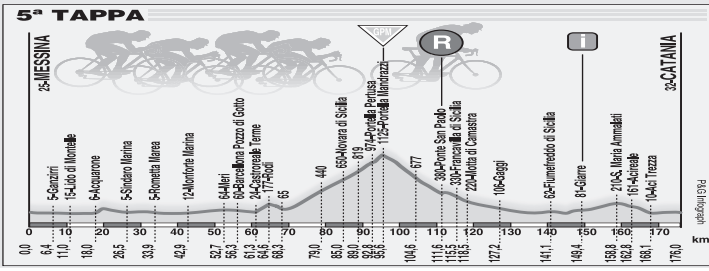 5ª TAPPA
GPM
R
i
25-MESSINA
5-Ganzirri
15-Lido di Mortelle
6-Acquarone
5-Sindaro Marina
5-Rometta Marea
12-Monforte Marina
64-Meri
60-Barcellona Pozzo di Gotto
24-Castroreale Terme
177-Rodi
65
440
650-Novara di Sicilia
819
974-Portella Pertusa
1125-Portella Mandrazzi
677
380-Ponte San Paolo
330-Francavilla di Sicilia
220-Motta di Camastra
106-Gaggi
62-Fiumefreddo di Sicilia
81-Giarre
210-S. Maria Ammalati
161-Acireale
10-Aci Trezza
32-CATANIA
0 10 20 30 40 50 60 70 80 90 100 110 120 130 140 150 160 170
km
0,0
6,4
11,0
18,0
26,5
33,9
42,9
52,7
56,3
61,3
64,9
68,3
79,0
85,5
89,0
92,8
95,6
104,6
111,6
115,5
118,5
127,2
141,1
149,4
158,8
162,8
168,1
176,0
P&G Infograph